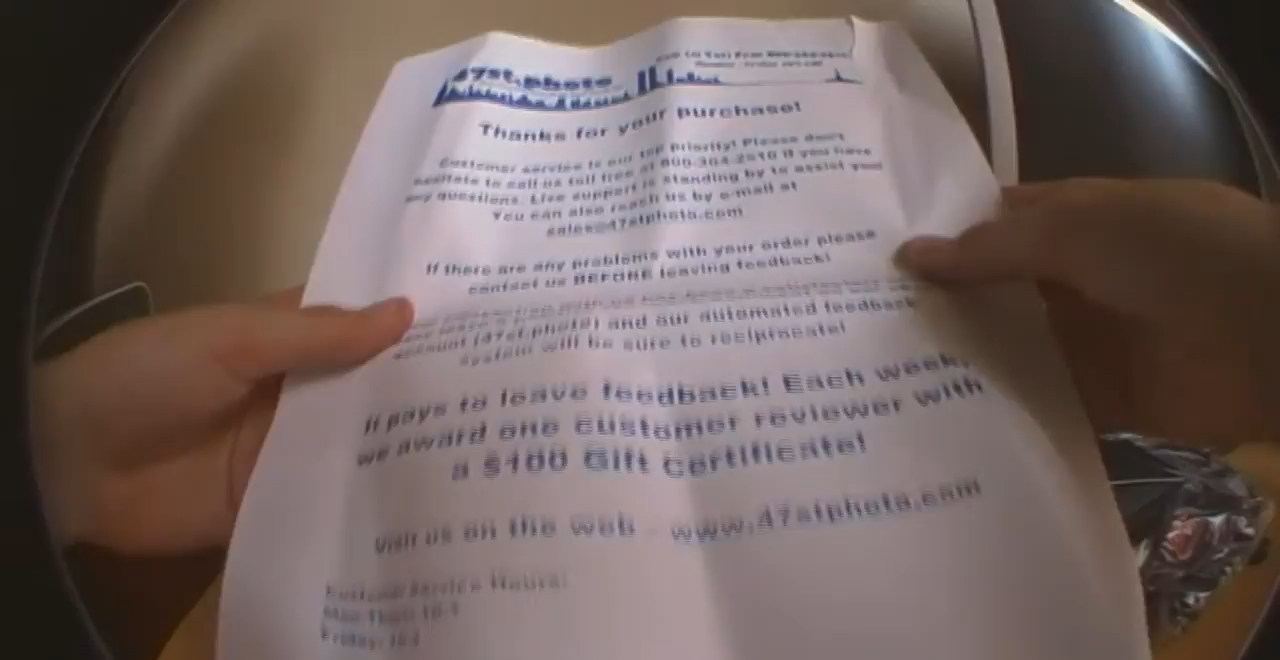 47st.photo
Thanks for your purchase!
Customer service is our top Priority! Please don't
hesitate to call us toll free at 800-304-2910 if you have
any questions. Live support is standing by to assist you!
You can also reach us by e-mail at
sales@47stphoto.com
If there are any problems with your order please
contact us BEFORE leaving feedback!
account (47st-photo) and our automated feedback
system will be sure to reciprocate!
It pays to leave feedback! Each week,
we award one customer reviewer with
a $100 Gift Certificate!
Visit us on the web - www.47stphoto.com
Customer Service Hours: